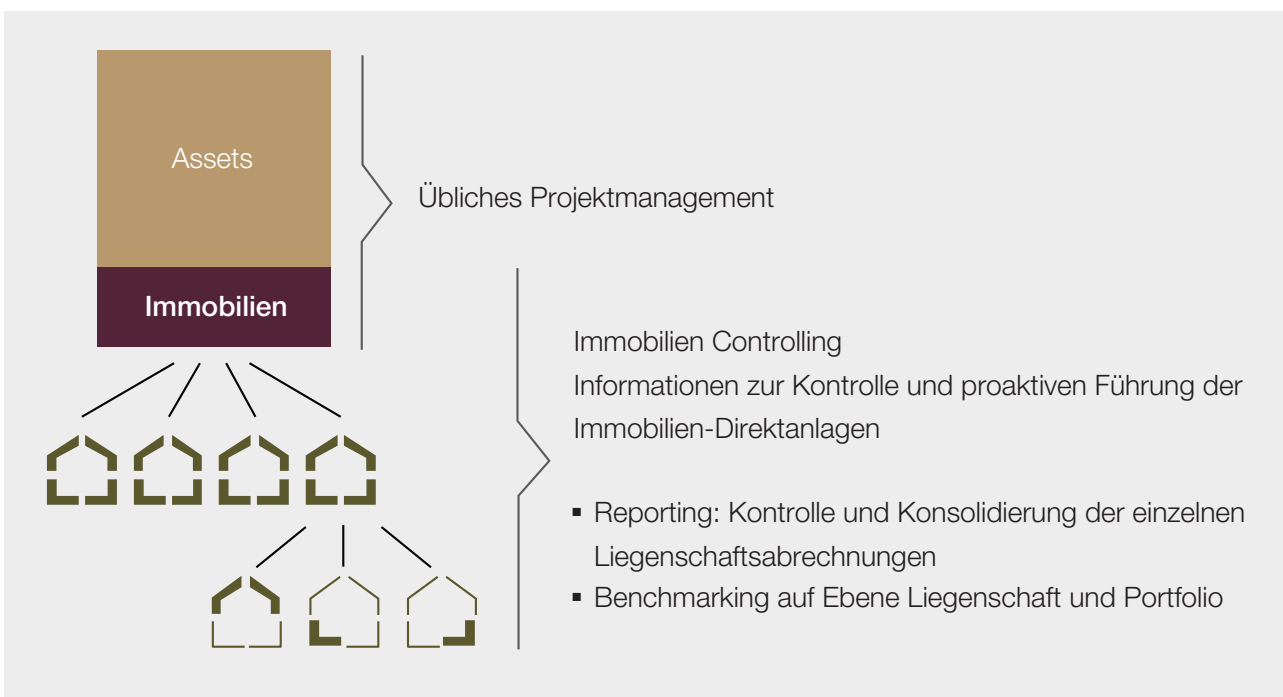 Assets
Übliches Projektmanagement
Immobilien
Immobilien Controlling
Informationen zur Kontrolle und proaktiven Führung der
Immobilien-Direktanlagen
▪ Reporting: Kontrolle und Konsolidierung der einzelnen
Liegenschaftsabrechnungen
▪ Benchmarking auf Ebene Liegenschaft und Portfolio